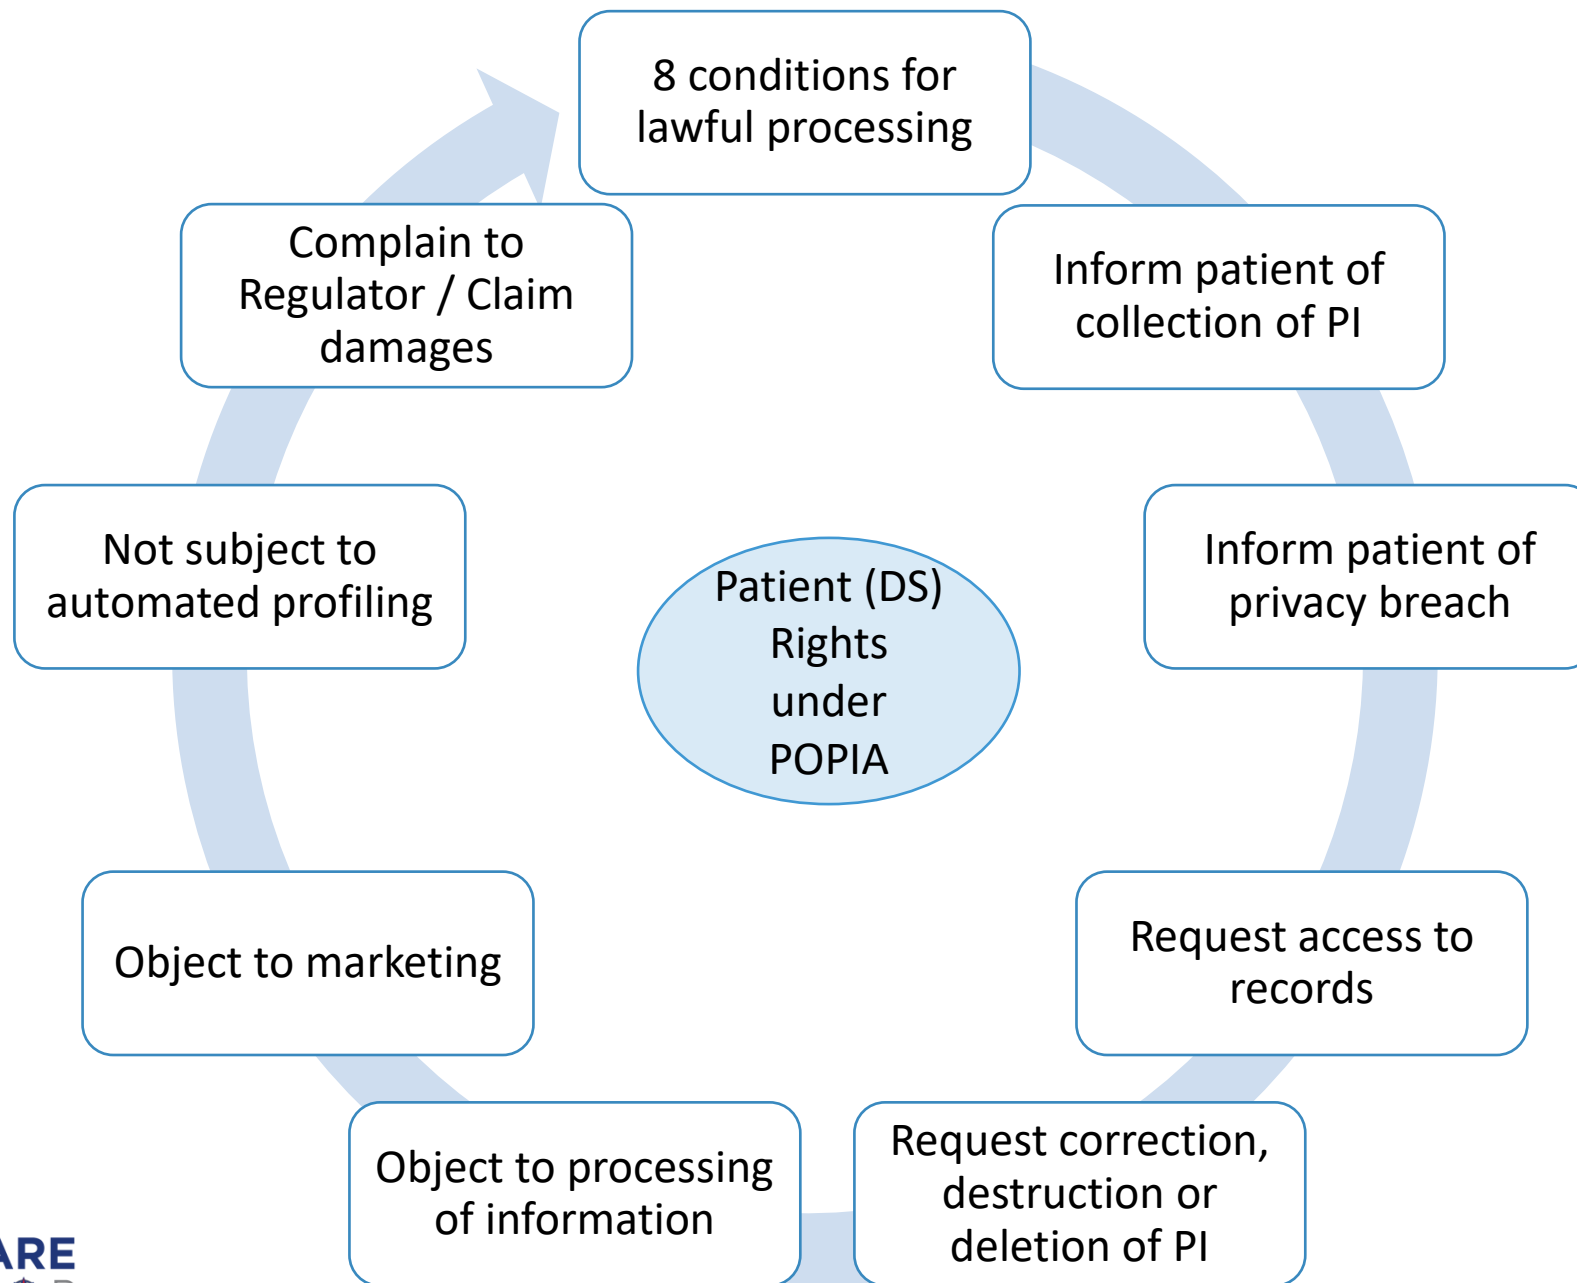 8 conditions for
lawful processing
Inform patient of
collection of PI
Inform patient of
privacy breach
Request access to
records
Request correction,
destruction or
deletion of PI
Object to processing
of information
Object to marketing
Not subject to
automated profiling
Complain to
Regulator / Claim
damages
Patient (DS)
Rights
under
POPIA